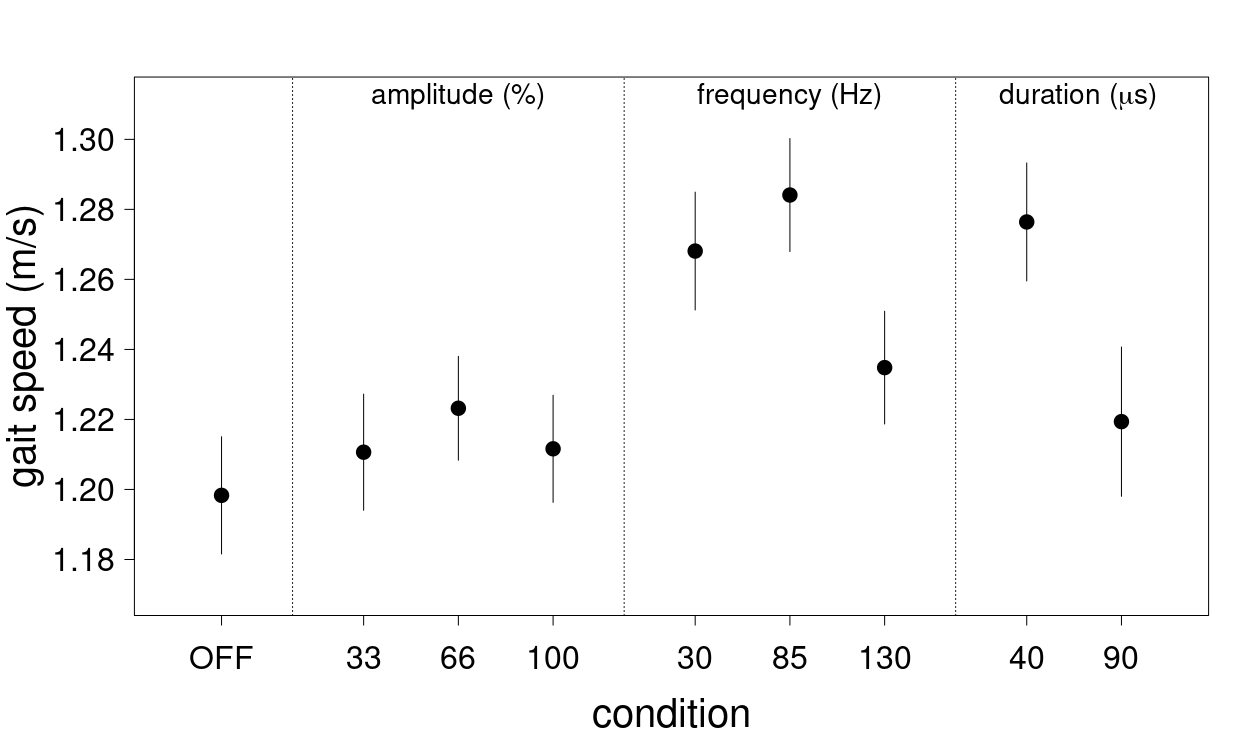 amplitude (%)
frequency (Hz)
duration (μs)
gait speed (m/s)
1.30
1.28
1.26
1.24
1.22
1.20
1.18
OFF 33 66 100 30 85 130 40 90
condition